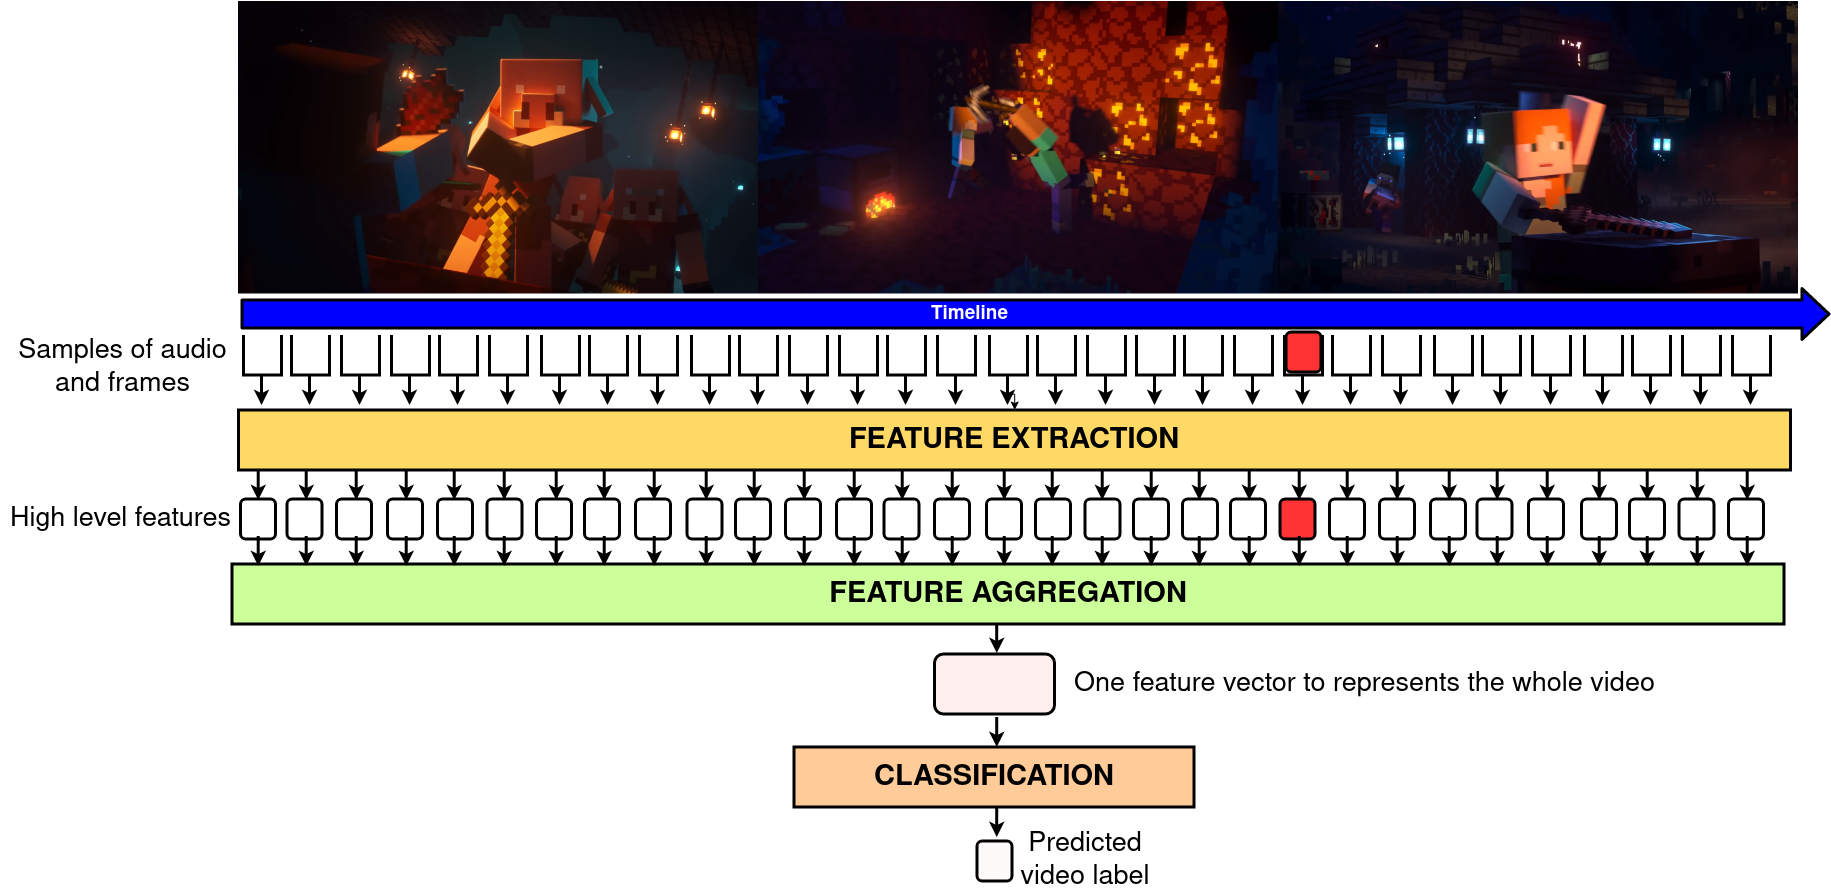 Timeline
Samples of audio
and frames
FEATURE EXTRACTION
High level features
FEATURE AGGREGATION
One feature vector to represents the whole video
CLASSIFICATION
Predicted
video label